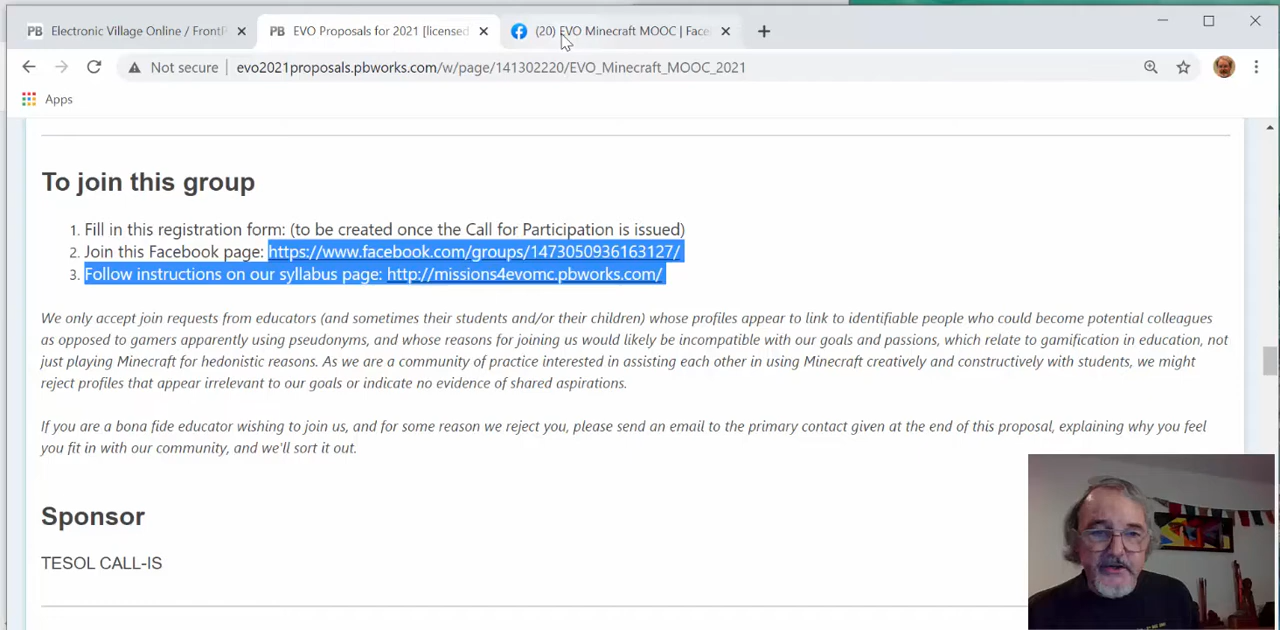 Electronic Village Online / FrontP
EVO Proposals for 2021 [licensed
(20) EVO Minecraft MOOC | Face
Not secure evo2021proposals.pbworks.com/w/page/141302220/EVO_Minecraft_MOOC_2021
Apps
To join this group
1. Fill in this registration form: (to be created once the Call for Participation is issued)
2. Join this Facebook page: https://www.facebook.com/groups/1473050936163127/
3. Follow instructions on our syllabus page: http://missions4evomc.pbworks.com/
We only accept join requests from educators (and sometimes their students and/or their children) whose profiles appear to link to identifiable people who could become potential colleagues
as opposed to gamers apparently using pseudonyms, and whose reasons for joining us would likely be incompatible with our goals and passions, which relate to gamification in education, not
just playing Minecraft for hedonistic reasons. As we are a community of practice interested in assisting each other in using Minecraft creatively and constructively with students, we might
reject profiles that appear irrelevant to our goals or indicate no evidence of shared aspirations.
If you are a bona fide educator wishing to join us, and for some reason we reject you, please send an email to the primary contact given at the end of this proposal, explaining why you feel
you fit in with our community, and we'll sort it out.
Sponsor
TESOL CALL-IS